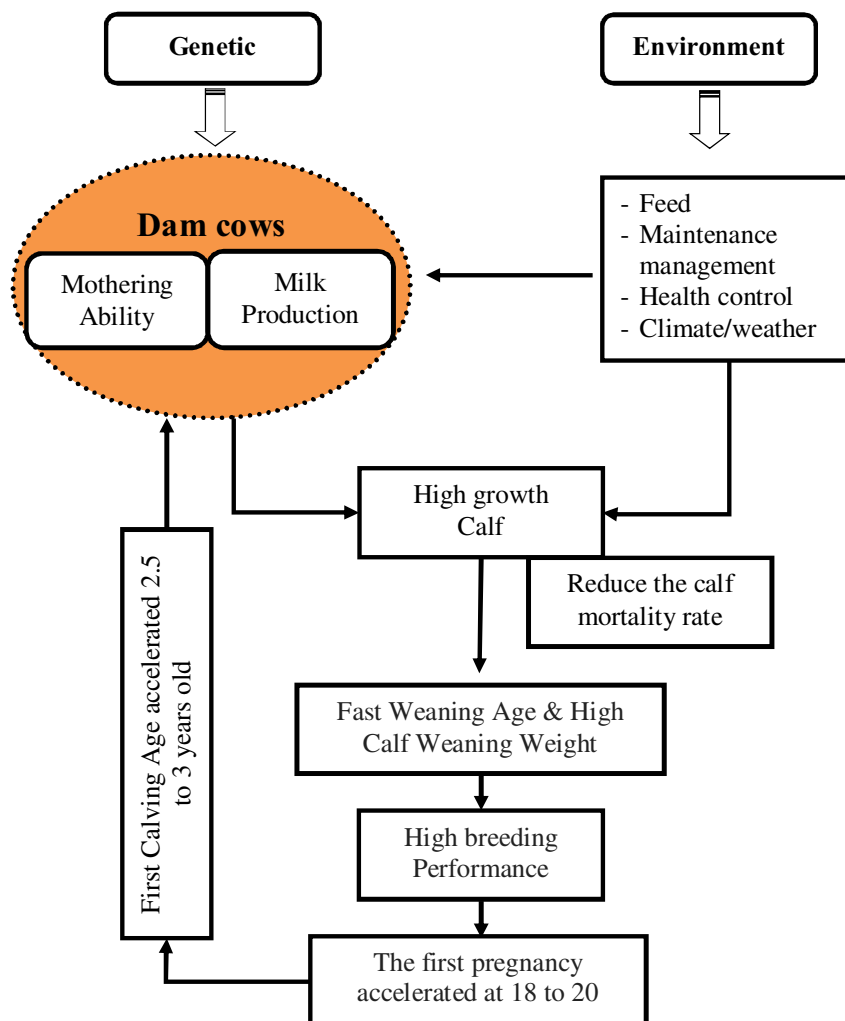 Genetic
Environment
Dam cows
Mothering
Ability
Milk
Production
- Feed
- Maintenance
management
- Health control
- Climate/weather
High growth
Calf
Reduce the calf
mortality rate
Fast Weaning Age & High
Calf Weaning Weight
High breeding
Performance
The first pregnancy
accelerated at 18 to 20
First Calving Age accelerated 2.5
to 3 years old